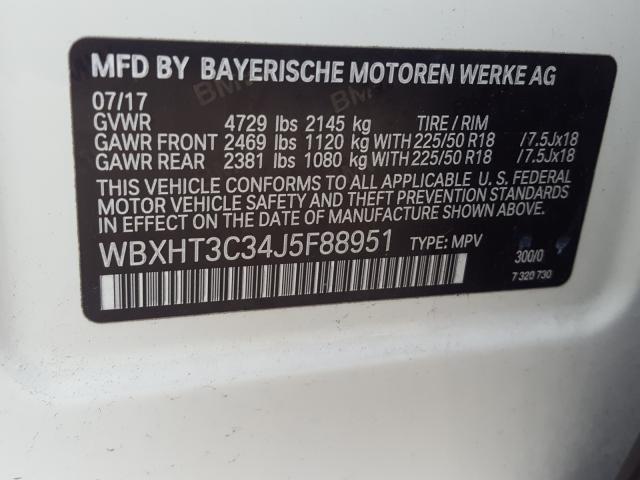 MFD BY BAYERISCHE MOTOREN WERKE AG
07/17
GVWR 4729 lbs 2145 kg TIRE / RIM
GAWR FRONT 2469 lbs 1120 kg WITH 225/50 R18 /7.5Jx18
GAWR REAR 2381 lbs 1080 kg WITH 225/50 R18 /7.5Jx18
THIS VEHICLE CONFORMS TO ALL APPLICABLE U. S. FEDERAL
MOTOR VEHICLE SAFETY AND THEFT PREVENTION STANDARDS
IN EFFECT ON THE DATE OF MANUFACTURE SHOWN ABOVE.
WBXHT3C34J5F88951 TYPE: MPV 300/0
7 320 730